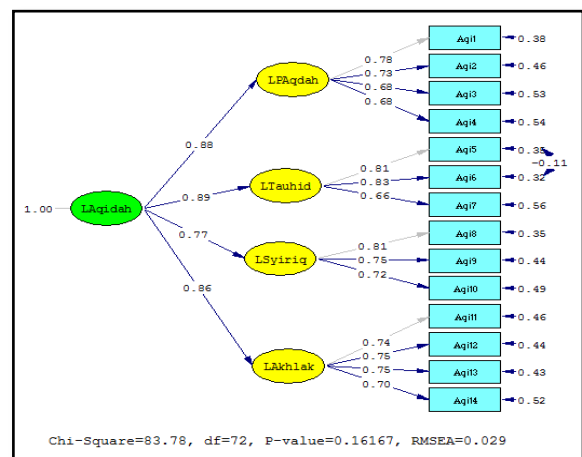 Aqi1
0.38
0.78
LPAqdah
Aqi2
0.46
0.73
0.68
Aqi3
0.53
0.68
Aqi4
0.54
0.88
Aqi5
0.35
-0.11
0.81
LTauhid
0.83
Aqi6
0.32
0.89
0.66
Aqi7
0.56
1.00
LAqidah
0.77
0.81
Aqi8
0.35
LSyiriq
0.75
Aqi9
0.44
0.72
Aqi10
0.49
0.86
Aqi11
0.46
0.74
Aqi12
0.44
0.75
LAkhlak
0.75
Aqi13
0.43
0.70
Aqi14
0.52
Chi-Square=83.78, df=72, P-value=0.16167, RMSEA=0.029